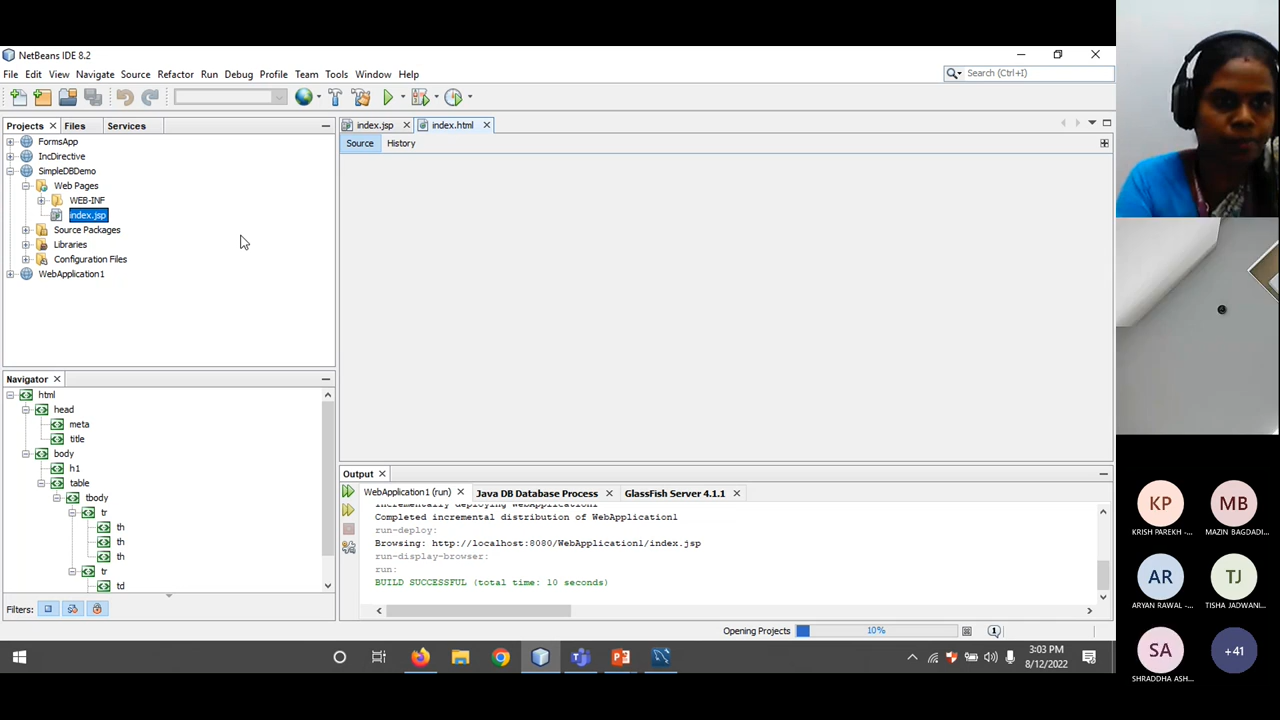 NetBeans IDE 8.2
File Edit View Navigate Source Refactor Run Debug Profile Team Tools Window Help
Search (Ctrl+I)
Projects Files Services
FormsApp
IncDirective
SimpleDBDemo
Web Pages
WEB-INF
index.jsp
Source Packages
Libraries
Configuration Files
WebApplication1
index.jsp index.html
Source History
Navigator
html
head
meta
title
body
h1
table
tbody
tr
th
th
th
tr
td
Filters:
Output
WebApplication1 (run) Java DB Database Process GlassFish Server 4.1.1
Incrementally deploying WebApplication1
Completed incremental distribution of WebApplication1
run-deploy:
Browsing: http://localhost:8080/WebApplication1/index.jsp
run-display-browser:
run:
BUILD SUCCESSFUL (total time: 10 seconds)
Opening Projects 10% 1
3:03 PM
8/12/2022
KP MB
KRISH PAREKH -... MAZIN BAGDADI...
AR TJ
ARYAN RAWAL -... TISHA JADWANI...
SA +41
SHRADDHA ASH...